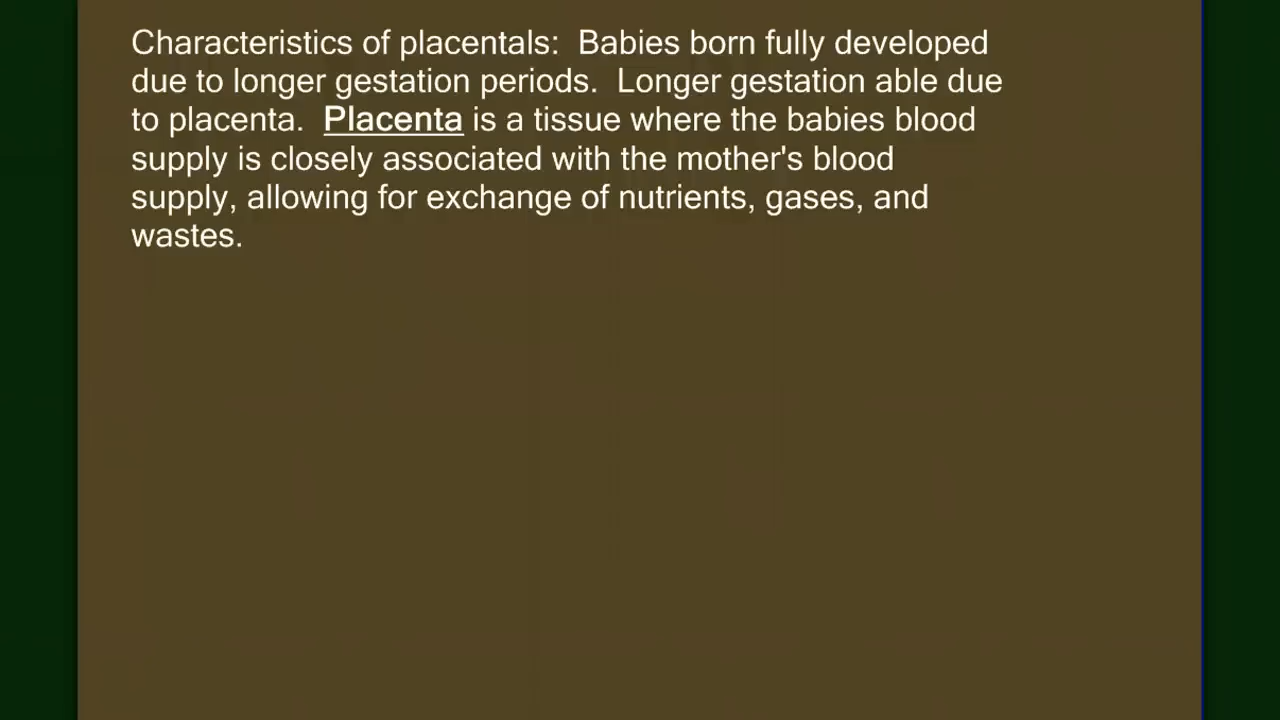 Characteristics of placentals:  Babies born fully developed
due to longer gestation periods.  Longer gestation able due
to placenta.  Placenta is a tissue where the babies blood
supply is closely associated with the mother's blood
supply, allowing for exchange of nutrients, gases, and
wastes.